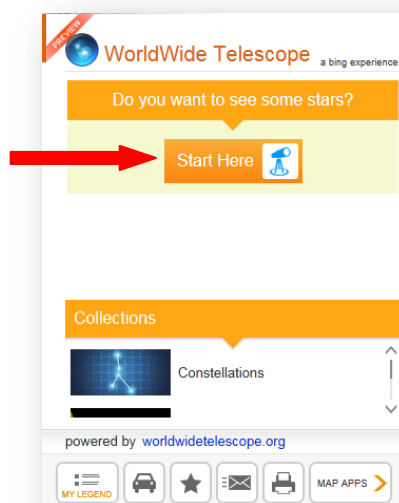 PREVIEW
WorldWide Telescope a bing experience
Do you want to see some stars?
Start Here
Collections
Constellations
powered by worldwidetelescope.org
MY LEGEND
MAP APPS